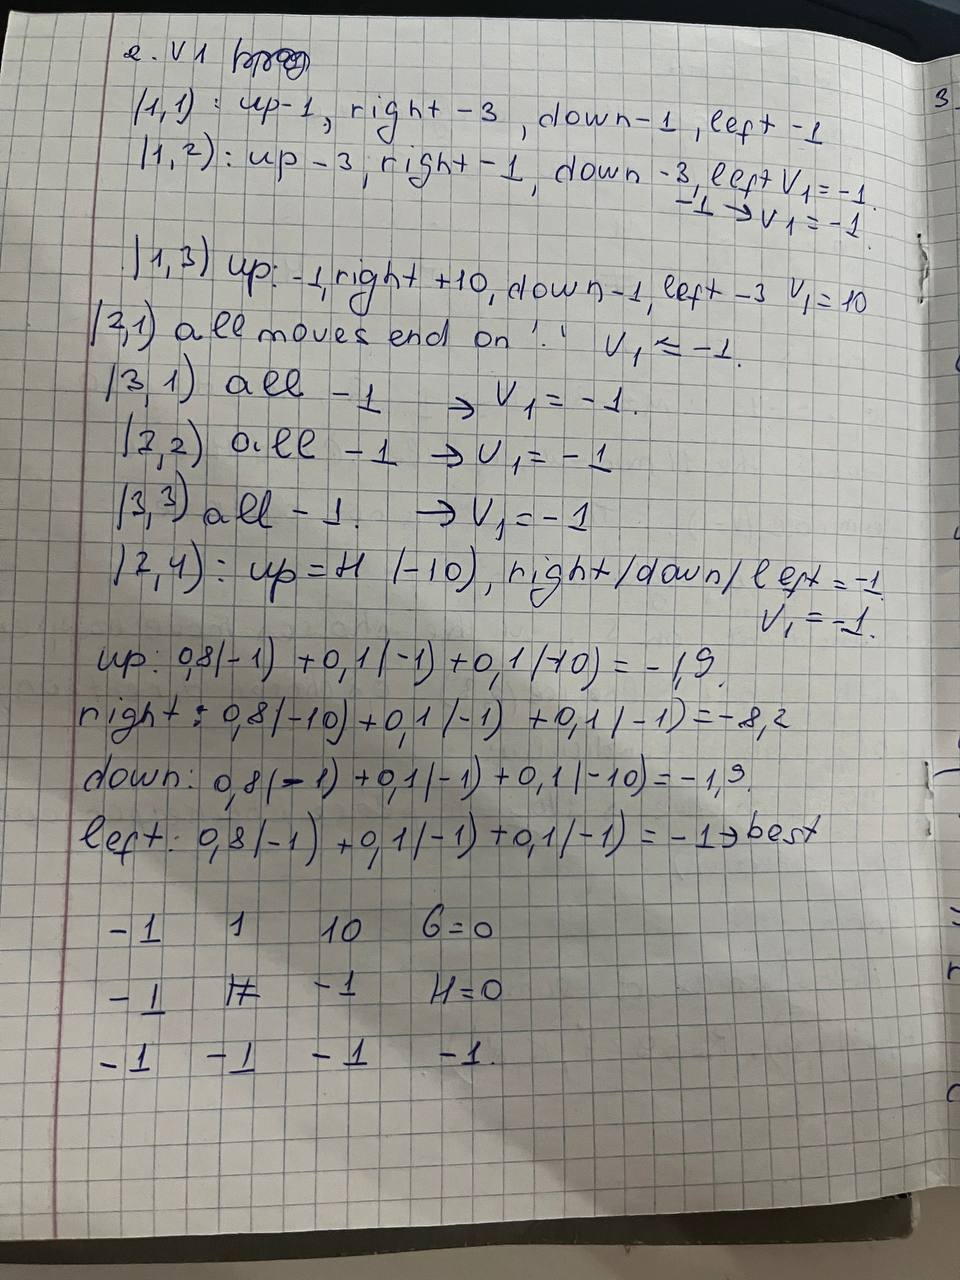 2. V1
(1,1): up-1, right -3, down-1, left -1
(1,2): up -3, right -1, down -3, left V1 = -1.
-1 → V1 = -1.
(1,3) up: -1, right +10, down-1, left -3 V1 = 10
(2,1) all moves end on '.' V1 = -1.
(3,1) all -1 → V1 = -1.
(2,2) all -1 → V1 = -1
(3,3) all -1. → V1 = -1
(2,4): up = H (-10), right/down/left = -1.
V1 = -1.
up: 0,8(-1) + 0,1(-1) + 0,1(-10) = -1,9.
right: 0,8(-10) + 0,1(-1) + 0,1(-1) = -8,2
down: 0,8(-1) + 0,1(-1) + 0,1(-10) = -1,9.
left: 0,8(-1) + 0,1(-1) + 0,1(-1) = -1 → best
-1 1 10 G=0
-1 # -1 H=0
-1 -1 -1 -1.
3